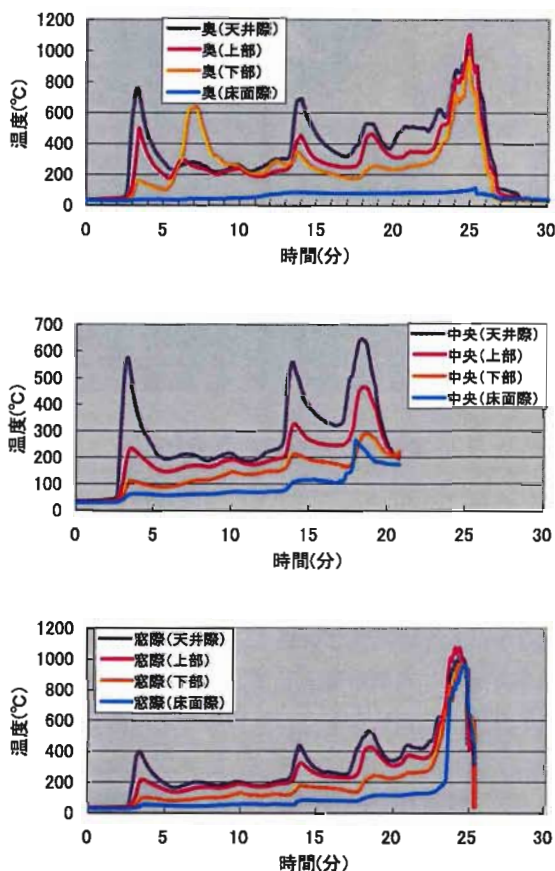 1200
1000
800
600
400
200
0
温度(℃)
奥(天井際)
奥(上部)
奥(下部)
奥(床面際)
0 5 10 15 20 25 30
時間(分)
700
600
500
400
300
200
100
0
温度(℃)
中央(天井際)
中央(上部)
中央(下部)
中央(床面際)
0 5 10 15 20 25 30
時間(分)
1200
1000
800
600
400
200
0
温度(℃)
窓際(天井際)
窓際(上部)
窓際(下部)
窓際(床面際)
0 5 10 15 20 25 30
時間(分)